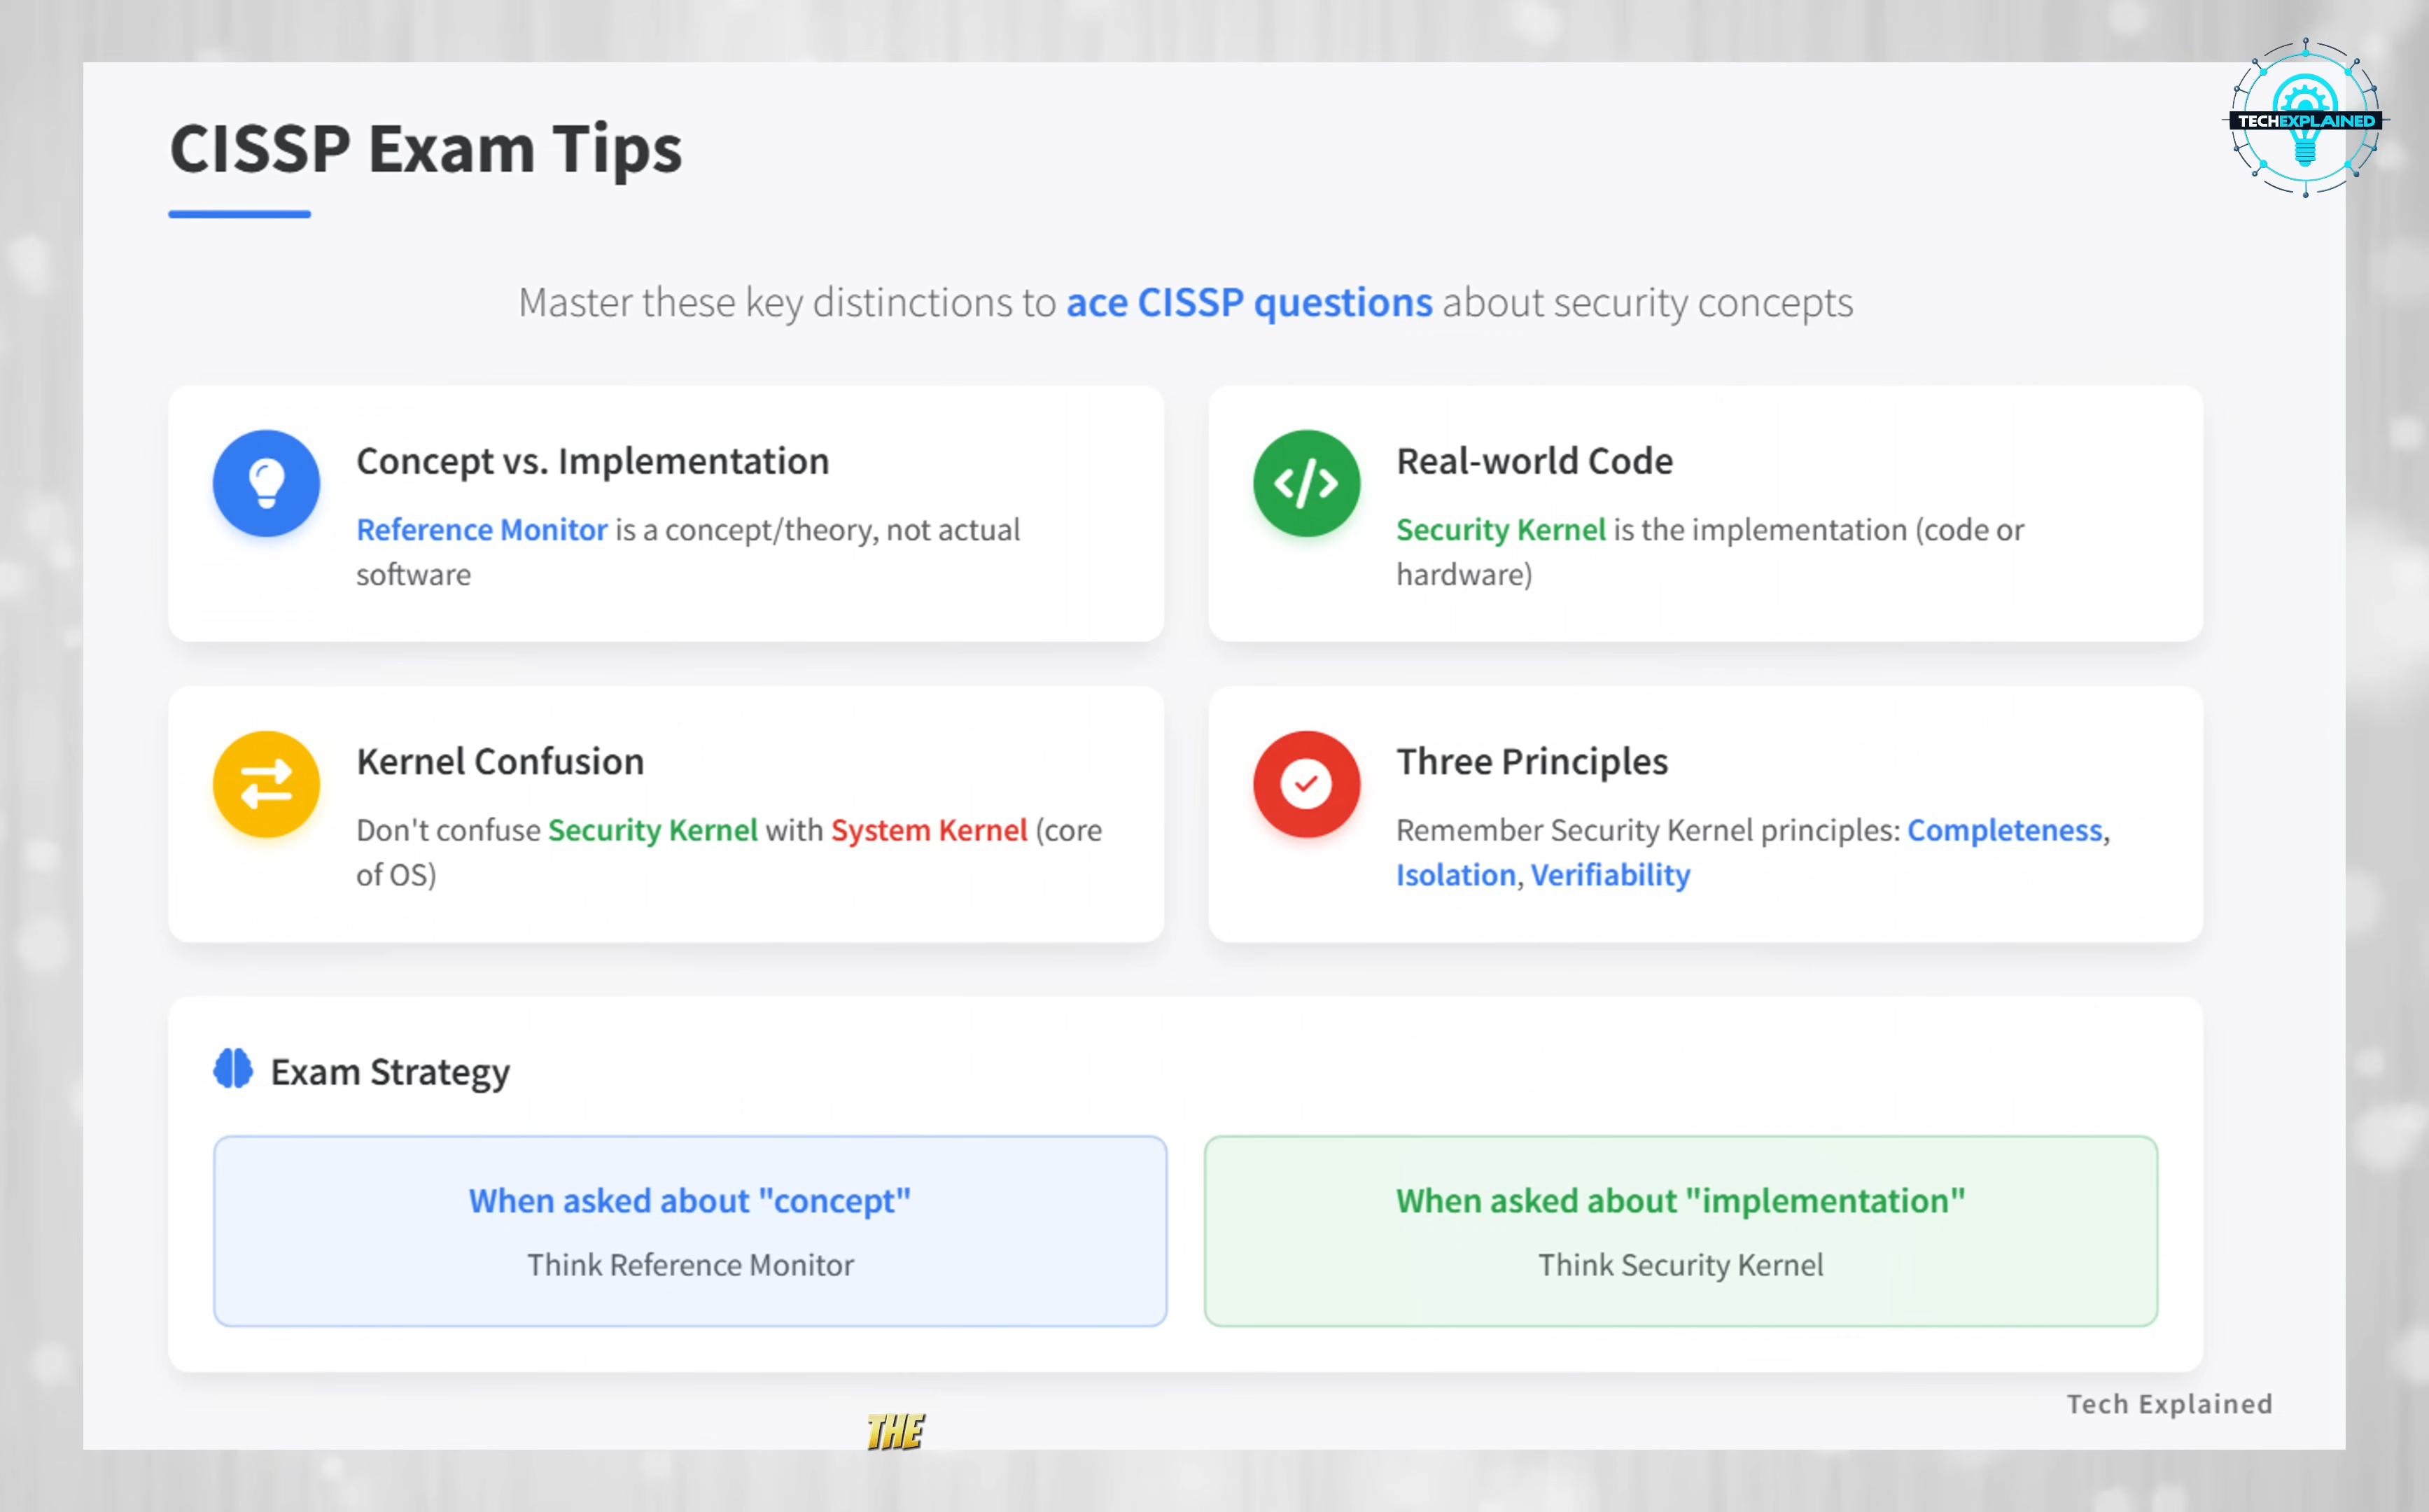 TECHEXPLAINED
CISSP Exam Tips
Master these key distinctions to ace CISSP questions about security concepts
Concept vs. Implementation
Reference Monitor is a concept/theory, not actual
software
Real-world Code
Security Kernel is the implementation (code or
hardware)
Kernel Confusion
Don't confuse Security Kernel with System Kernel (core
of OS)
Three Principles
Remember Security Kernel principles: Completeness,
Isolation, Verifiability
Exam Strategy
When asked about "concept"
Think Reference Monitor
When asked about "implementation"
Think Security Kernel
Tech Explained
THE